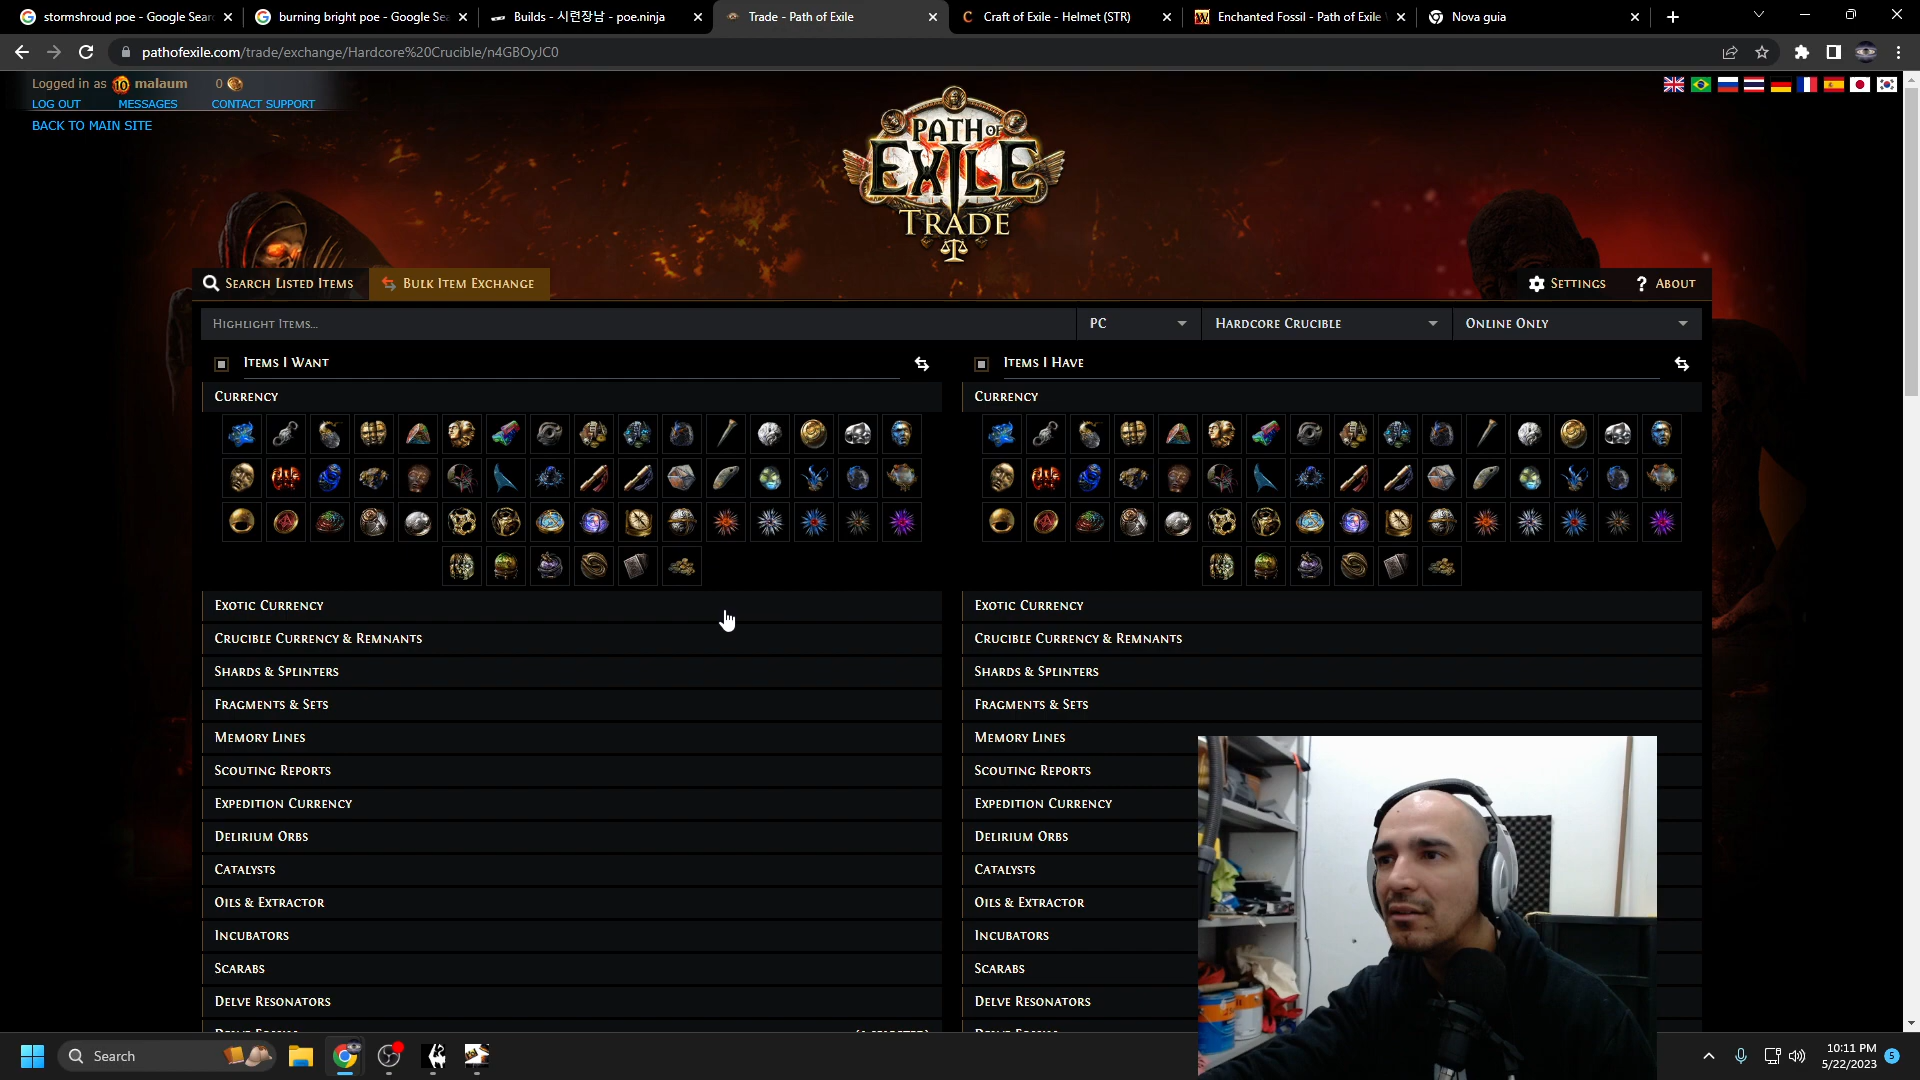 stormshroud poe - Google Sear
burning bright poe - Google Se
Builds - 시련장남 - poe.ninja
Trade - Path of Exile
Craft of Exile - Helmet (STR)
Enchanted Fossil - Path of Exile
Nova guia
pathofexile.com/trade/exchange/Hardcore%20Crucible/n4GBOyJC0
Logged in as 10 malaum 0
LOG OUT MESSAGES CONTACT SUPPORT
BACK TO MAIN SITE
PATH OF
EXILE
TRADE
Search Listed Items
Bulk Item Exchange
Settings
? About
Highlight Items...
PC
Hardcore Crucible
Online Only
Items I Want
Items I Have
Currency
Currency
Exotic Currency
Exotic Currency
Crucible Currency & Remnants
Crucible Currency & Remnants
Shards & Splinters
Shards & Splinters
Fragments & Sets
Fragments & Sets
Memory Lines
Memory Lines
Scouting Reports
Scouting Reports
Expedition Currency
Expedition Currency
Delirium Orbs
Delirium Orbs
Catalysts
Catalysts
Oils & Extractor
Oils & Extractor
Incubators
Incubators
Scarabs
Scarabs
Delve Resonators
Delve Resonators
Search
10:11 PM
5/22/2023
5